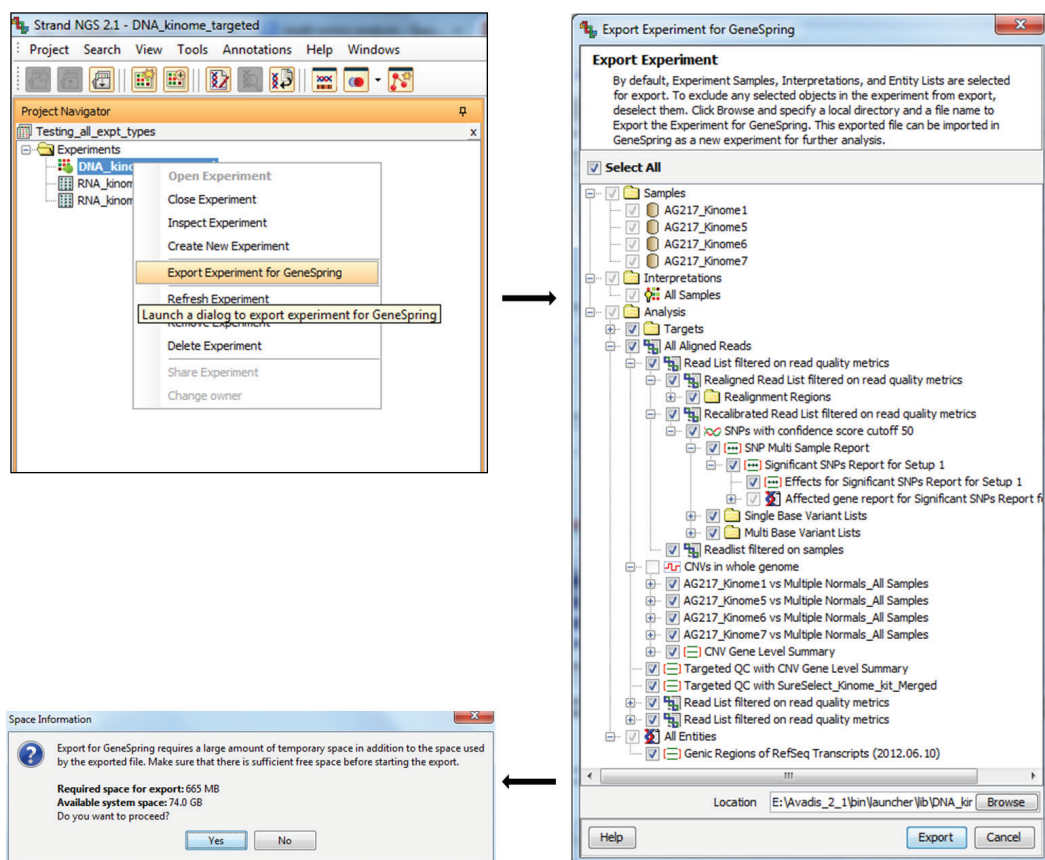 Strand NGS 2.1 - DNA_kinome_targeted
Project Search View Tools Annotations Help Windows
Project Navigator
Testing_all_expt_types x
Experiments
DNA_kinc
RNA_kinom
RNA_kinom
Open Experiment
Close Experiment
Inspect Experiment
Create New Experiment
Export Experiment for GeneSpring
Refresh Experiment
Launch a dialog to export experiment for GeneSpring
Remove Experiment
Delete Experiment
Share Experiment
Change owner
Export Experiment for GeneSpring
Export Experiment
By default, Experiment Samples, Interpretations, and Entity Lists are selected
for export. To exclude any selected objects in the experiment from export,
deselect them. Click Browse and specify a local directory and a file name to
Export the Experiment for GeneSpring. This exported file can be imported in
GeneSpring as a new experiment for further analysis.
Select All
Samples
AG217_Kinome1
AG217_Kinome5
AG217_Kinome6
AG217_Kinome7
Interpretations
All Samples
Analysis
Targets
All Aligned Reads
Read List filtered on read quality metrics
Realigned Read List filtered on read quality metrics
Realignment Regions
Recalibrated Read List filtered on read quality metrics
SNPs with confidence score cutoff 50
SNP Multi Sample Report
Significant SNPs Report for Setup 1
Effects for Significant SNPs Report for Setup 1
Affected gene report for Significant SNPs Report f
Single Base Variant Lists
Multi Base Variant Lists
Readlist filtered on samples
CNVs in whole genome
AG217_Kinome1 vs Multiple Normals_All Samples
AG217_Kinome5 vs Multiple Normals_All Samples
AG217_Kinome6 vs Multiple Normals_All Samples
AG217_Kinome7 vs Multiple Normals_All Samples
CNV Gene Level Summary
Targeted QC with CNV Gene Level Summary
Targeted QC with SureSelect_Kinome_kit_Merged
Read List filtered on read quality metrics
Read List filtered on read quality metrics
All Entities
Genic Regions of RefSeq Transcripts (2012.06.10)
Location E:\Avadis_2_1\bin\launcher\lib\DNA_kir Browse
Help Export Cancel
Space Information
Export for GeneSpring requires a large amount of temporary space in addition to the space used
by the exported file. Make sure that there is sufficient free space before starting the export.
Required space for export: 665 MB
Available system space: 74.0 GB
Do you want to proceed?
Yes No